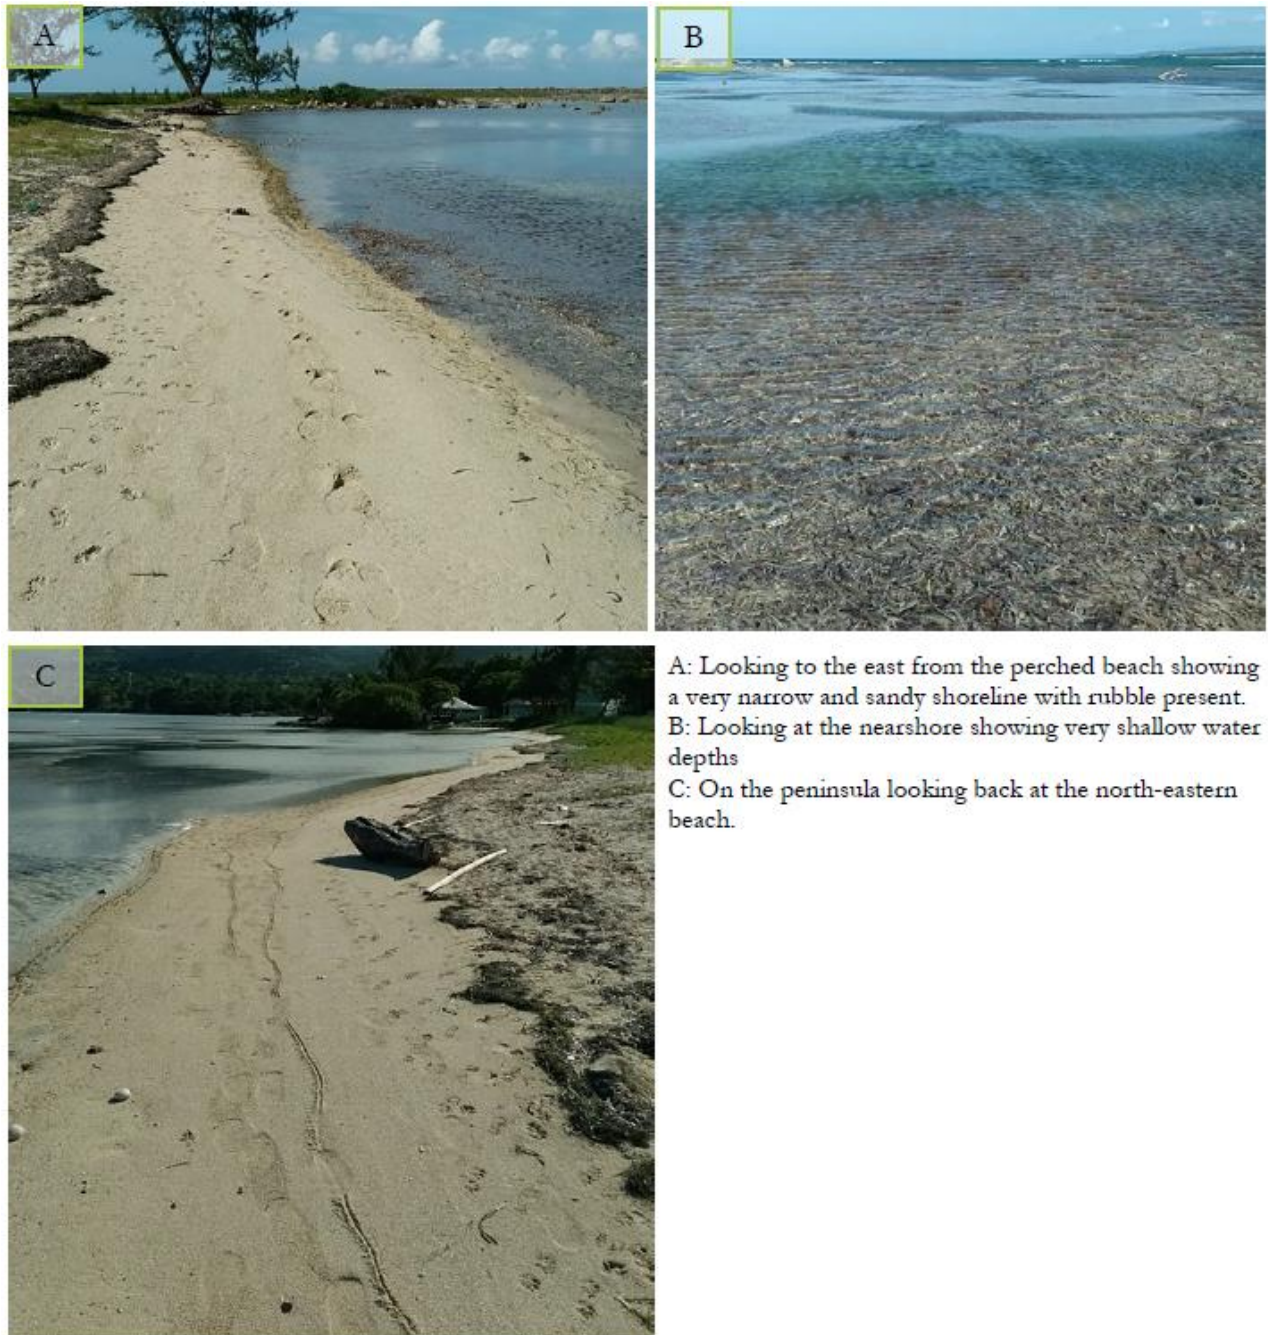 A
B
C
A: Looking to the east from the perched beach showing
a very narrow and sandy shoreline with rubble present.
B: Looking at the nearshore showing very shallow water
depths
C: On the peninsula looking back at the north-eastern
beach.